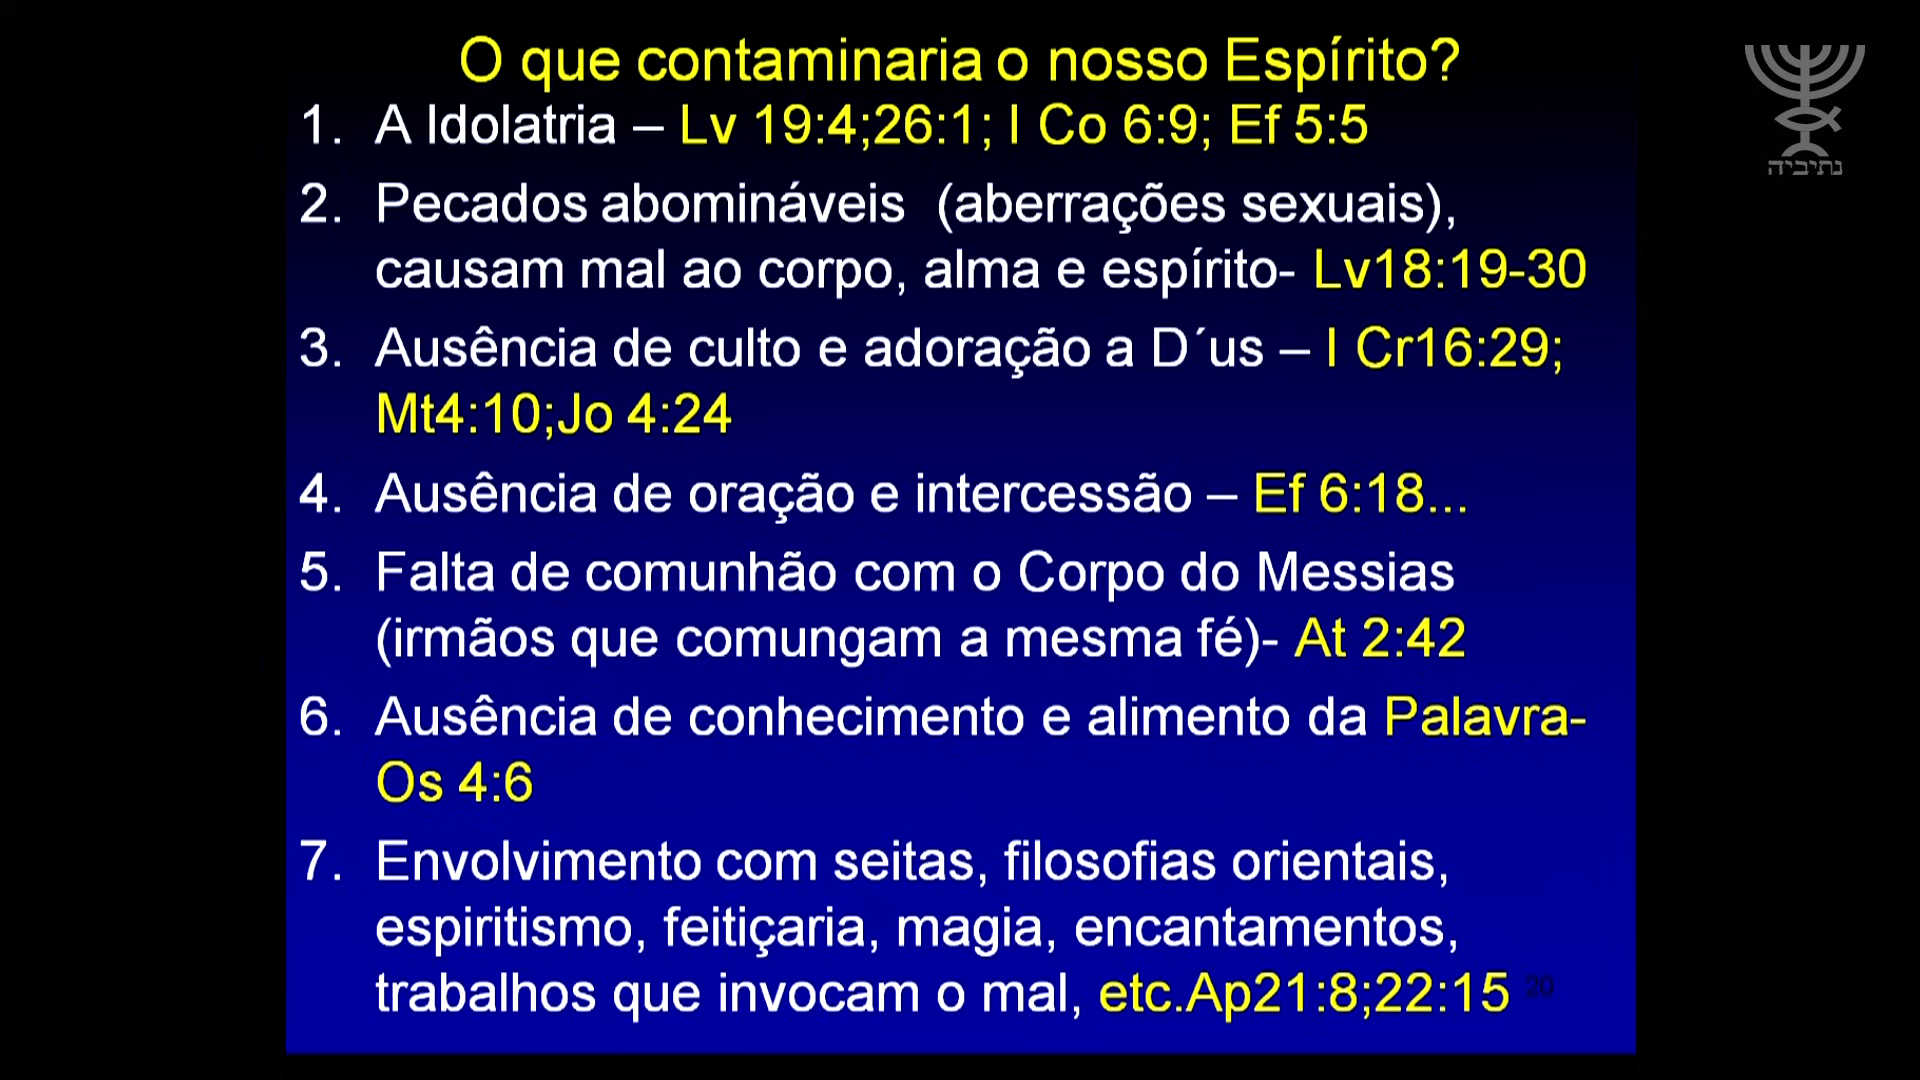 O que contaminaria o nosso Espírito?
1. A Idolatria – Lv 19:4;26:1; I Co 6:9; Ef 5:5
2. Pecados abomináveis (aberrações sexuais),
causam mal ao corpo, alma e espírito- Lv18:19-30
3. Ausência de culto e adoração a D´us – I Cr16:29;
Mt4:10;Jo 4:24
4. Ausência de oração e intercessão – Ef 6:18...
5. Falta de comunhão com o Corpo do Messias
(irmãos que comungam a mesma fé)- At 2:42
6. Ausência de conhecimento e alimento da Palavra-
Os 4:6
7. Envolvimento com seitas, filosofias orientais,
espiritismo, feitiçaria, magia, encantamentos,
trabalhos que invocam o mal, etc.Ap21:8;22:15
20
נתיביה